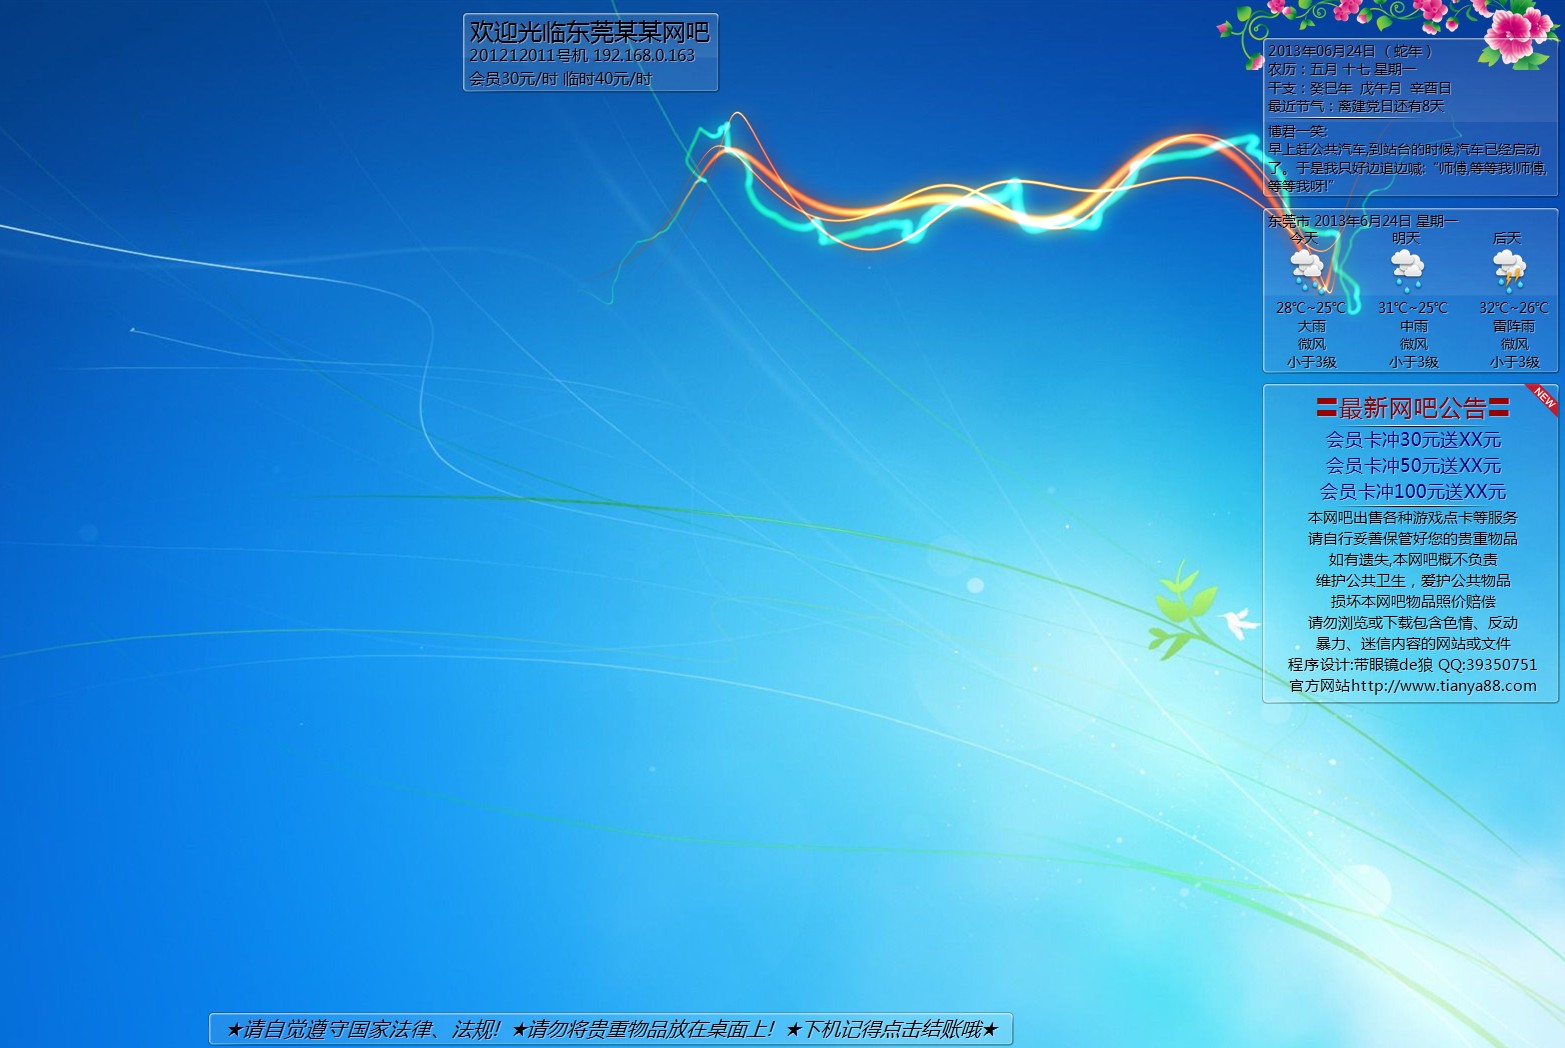 欢迎光临东莞某某网吧
201212011号机 192.168.0.163
会员30元/时 临时40元/时
2013年06月24日 ( 蛇年 )
农历：五月 十七 星期一
干支：癸巳年 戊午月 辛酉日
最近节气：离建党日还有8天
博君一笑:
早上赶公共汽车,到站台的时候,汽车已经启动
了。于是我只好边追边喊:“师傅,等等我!师傅,
等等我呀!”
东莞市 2013年6月24日 星期一
今天 明天 后天
28℃~25℃ 31℃~25℃ 32℃~26℃
大雨 中雨 雷阵雨
微风 微风 微风
小于3级 小于3级 小于3级
NEW
〓最新网吧公告〓
会员卡冲30元送XX元
会员卡冲50元送XX元
会员卡冲100元送XX元
本网吧出售各种游戏点卡等服务
请自行妥善保管好您的贵重物品
如有遗失,本网吧概不负责
维护公共卫生，爱护公共物品
损坏本网吧物品照价赔偿
请勿浏览或下载包含色情、反动
暴力、迷信内容的网站或文件
程序设计:带眼镜de狼 QQ:39350751
官方网站http://www.tianya88.com
★请自觉遵守国家法律、法规! ★请勿将贵重物品放在桌面上! ★下机记得点击结账哦★